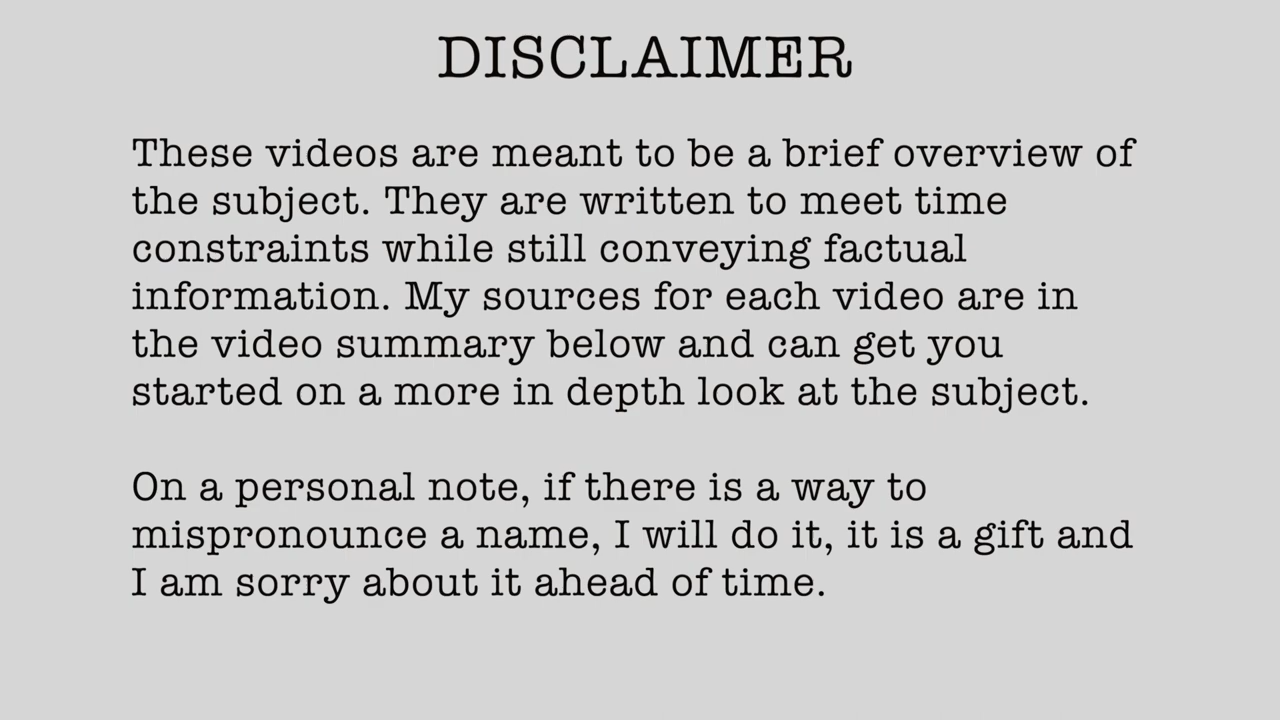 DISCLAIMER
These videos are meant to be a brief overview of
the subject. They are written to meet time
constraints while still conveying factual
information. My sources for each video are in
the video summary below and can get you
started on a more in depth look at the subject.
On a personal note, if there is a way to
mispronounce a name, I will do it, it is a gift and
I am sorry about it ahead of time.